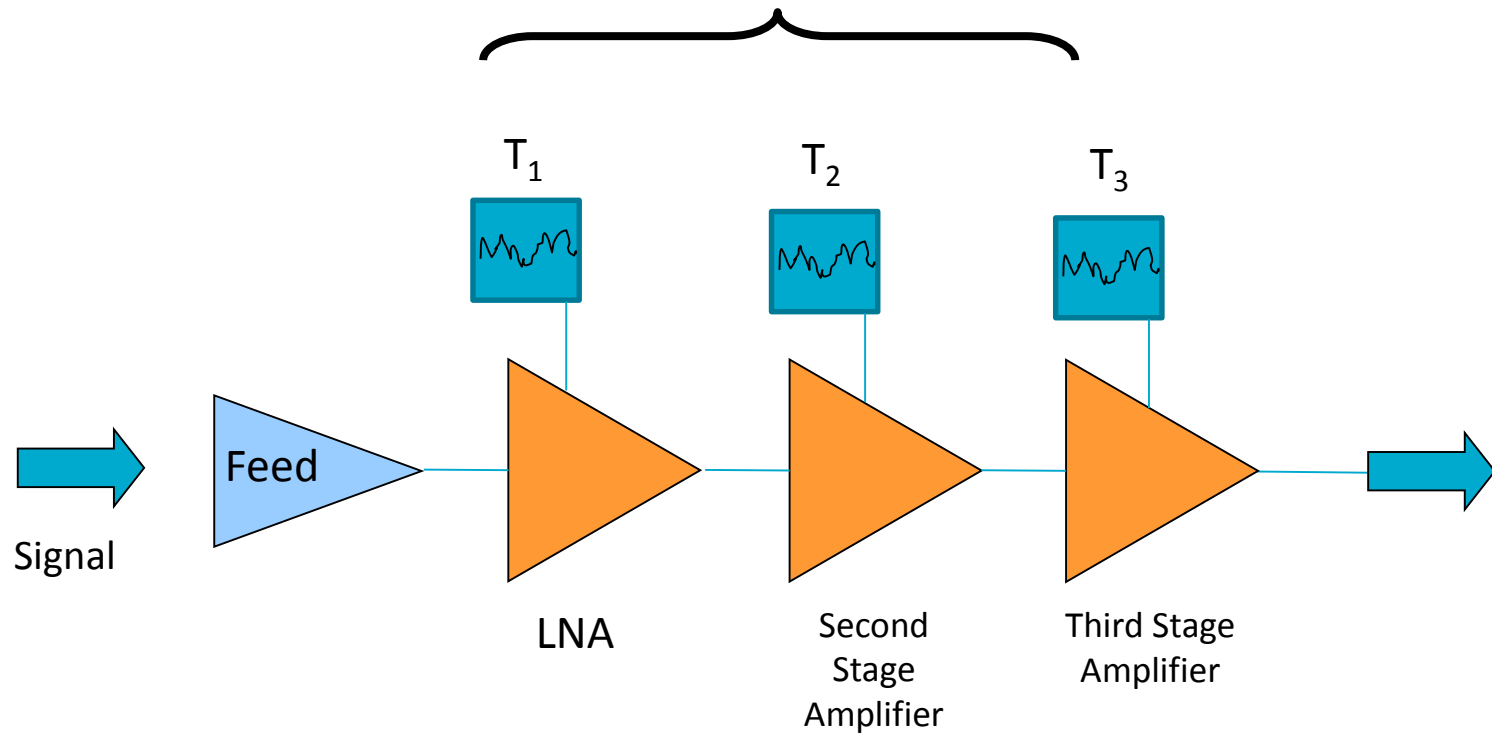 T₁
T₂
T₃
Feed
Signal
LNA
Second
Stage
Amplifier
Third Stage
Amplifier